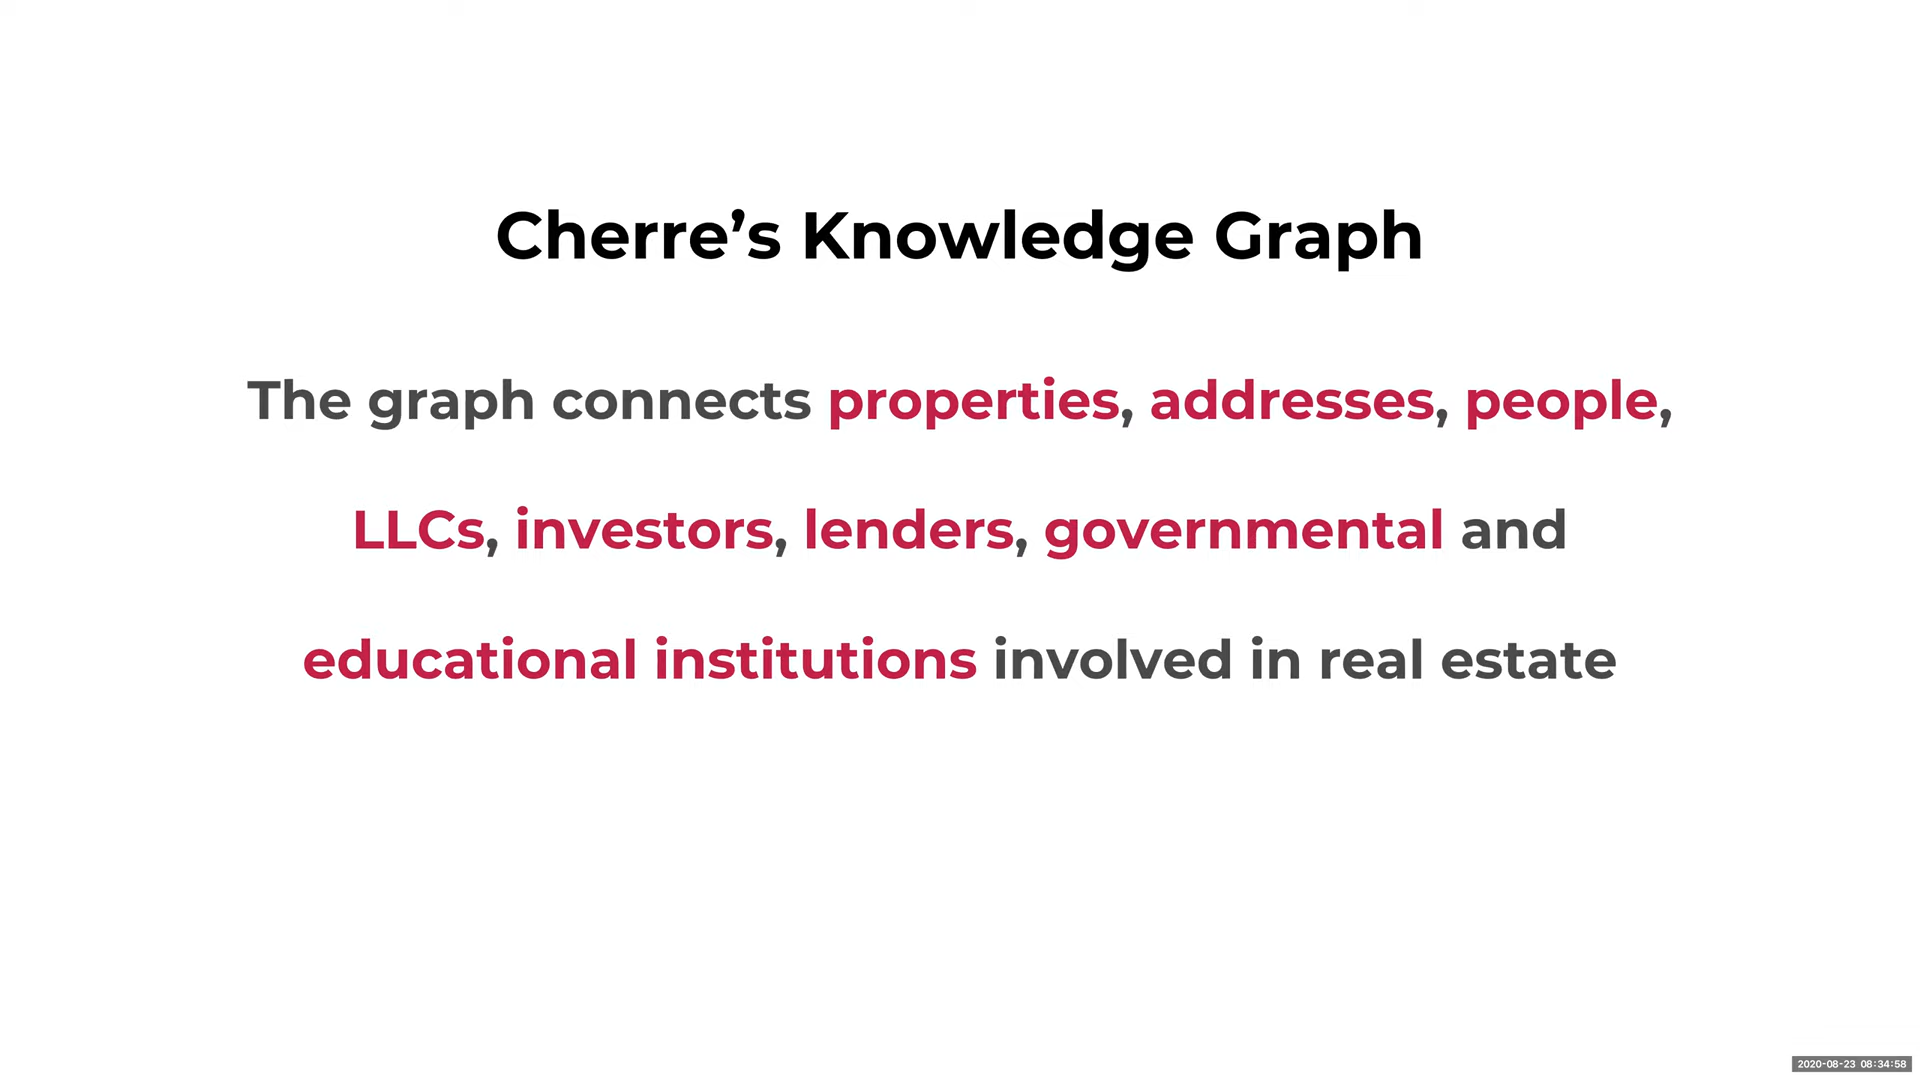 Cherre’s Knowledge Graph
The graph connects properties, addresses, people,
LLCs, investors, lenders, governmental and
educational institutions involved in real estate
2020-08-23 08:34:58